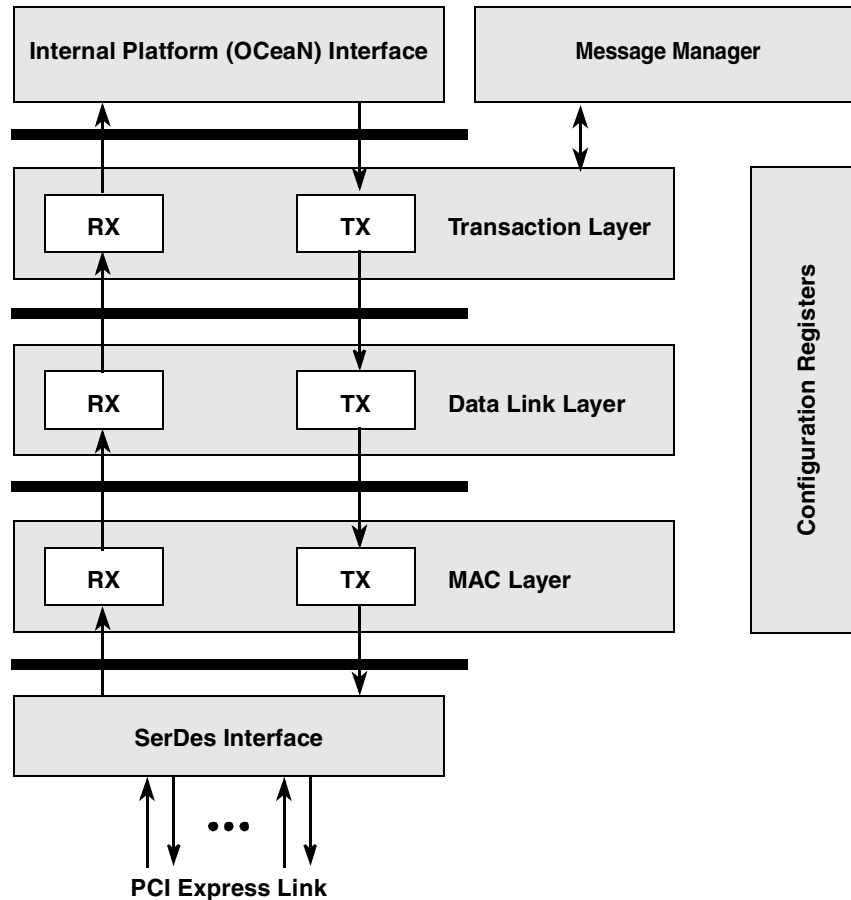 Internal Platform (OCeaN) Interface
Message Manager
RX
TX
Transaction Layer
RX
TX
Data Link Layer
RX
TX
MAC Layer
Configuration Registers
SerDes Interface
PCI Express Link